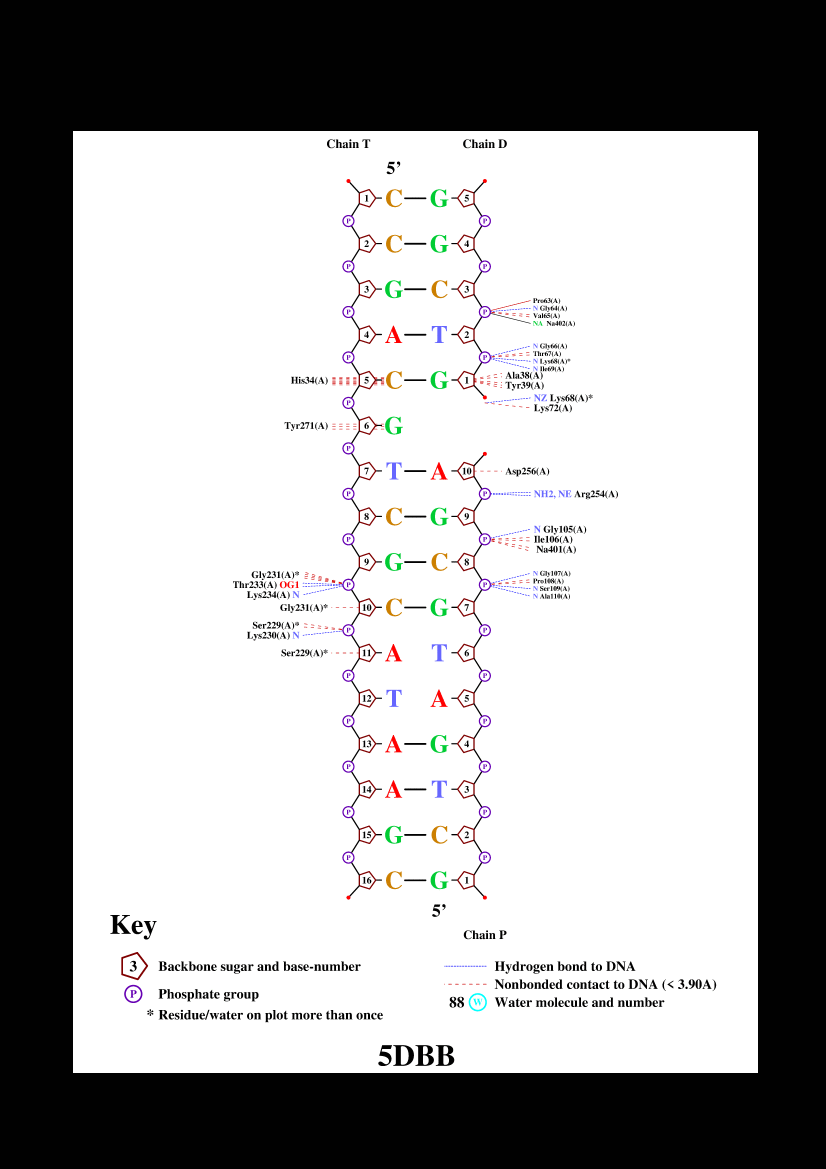 Chain T Chain D
5’
1 C G 5
P P
2 C G 4
P P
3 G C 3
Pro63(A)
N Gly64(A)
P P
Val65(A)
NA Na402(A)
4 A T 2
N Gly66(A)
Thr67(A)
P P
N Lys68(A)*
N Ile69(A)
Ala38(A)
His34(A) 5 C G 1
Tyr39(A)
NZ Lys68(A)*
P
Lys72(A)
Tyr271(A) 6 G
P
7 T A 10 Asp256(A)
P P NH2, NE Arg254(A)
8 C G 9
N Gly105(A)
P P Ile106(A)
Na401(A)
9 G C 8
Gly231(A)* N Gly107(A)
Thr233(A) OG1 P P Pro108(A)
Lys234(A) N N Ser109(A)
N Ala110(A)
Gly231(A)* 10 C G 7
Ser229(A)*
P P
Lys230(A) N
Ser229(A)* 11 A T 6
P P
12 T A 5
P P
13 A G 4
P P
14 A T 3
P P
15 G C 2
P P
16 C G 1
5’
Chain P
Key
3 Backbone sugar and base-number
P Phosphate group
* Residue/water on plot more than once
Hydrogen bond to DNA
Nonbonded contact to DNA (< 3.90A)
88 W Water molecule and number
5DBB